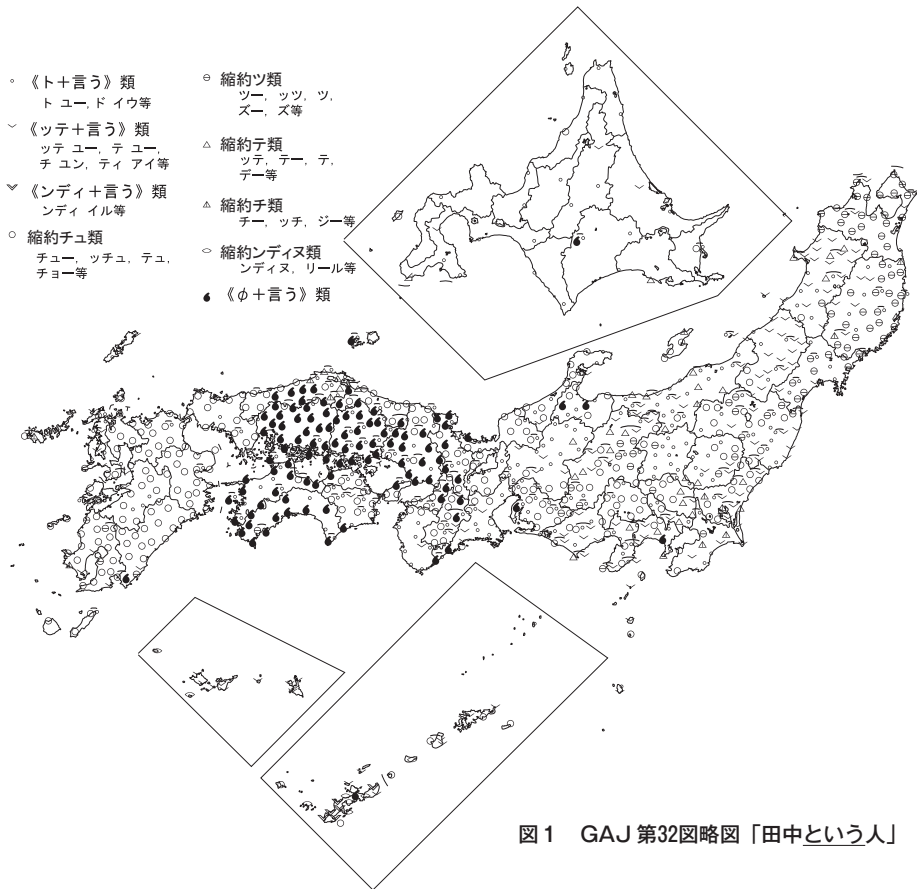 《ト+言う》類
ト ユー, ド イウ等
《ッテ+言う》類
ッテ ユー, テ ユー,
チ ユン, ティ アイ等
《ンディ+言う》類
ンディ イル等
縮約チュ類
チュー, ッチュ, テュ,
チョー等
縮約ツ類
ツー, ッツ, ツ,
ズー, ズ等
縮約テ類
ッテ, テー, テ,
デー等
縮約チ類
チー, ッチ, ジー等
縮約ンディヌ類
ンディヌ, リール等
《φ+言う》類
図1 GAJ 第32図略図「田中という人」